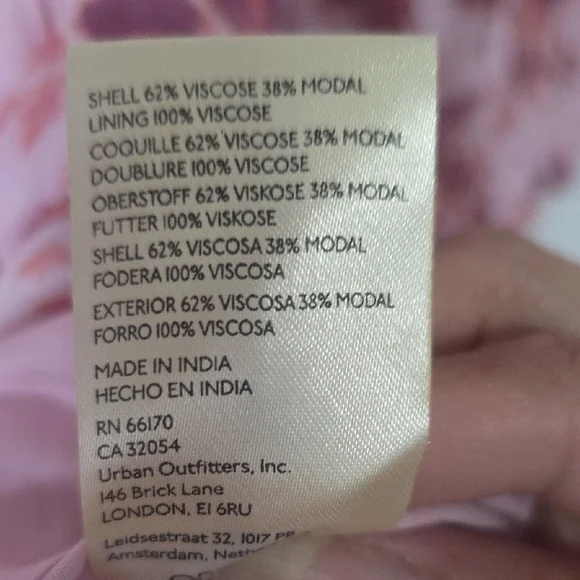 SHELL 62% VISCOSE 38% MODAL
LINING 100% VISCOSE
COQUILLE 62% VISCOSE 38% MODAL
DOUBLURE 100% VISCOSE
OBERSTOFF 62% VISKOSE 38% MODAL
FUTTER 100% VISKOSE
SHELL 62% VISCOSA 38% MODAL
FODERA 100% VISCOSA
EXTERIOR 62% VISCOSA 38% MODAL
FORRO 100% VISCOSA
MADE IN INDIA
HECHO EN INDIA
RN 66170
CA 32054
Urban Outfitters, Inc.
146 Brick Lane
LONDON, E1 6RU
Leidsestraat 32, 1017
Amsterdam,